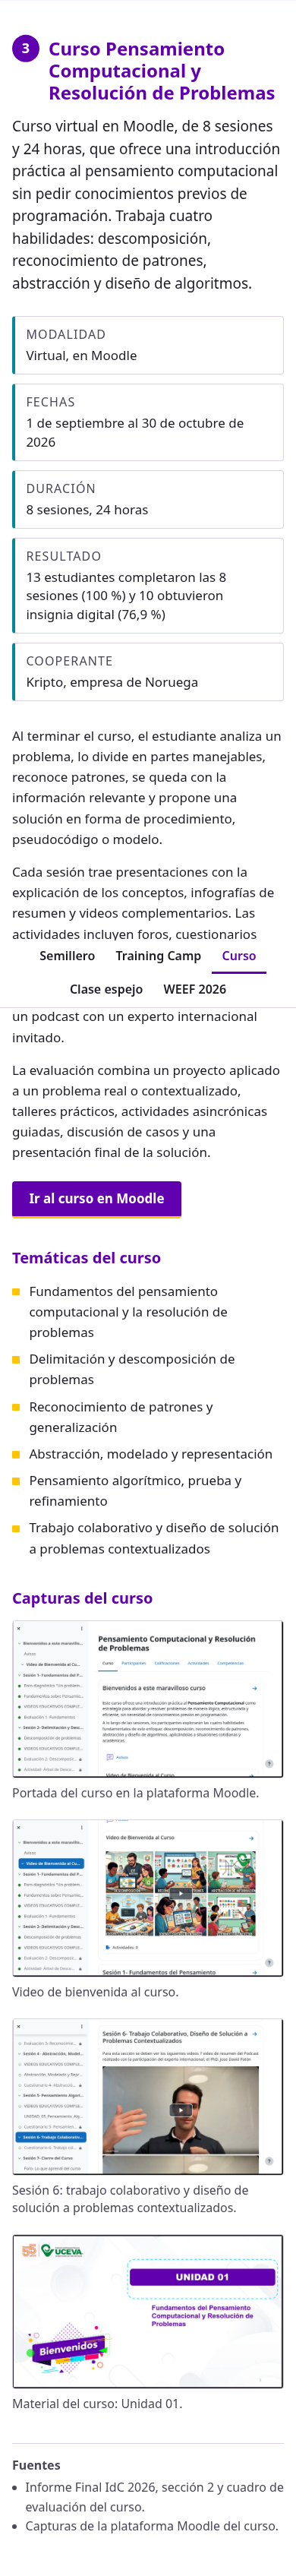 3
Curso Pensamiento
Computacional y
Resolución de Problemas
Curso virtual en Moodle, de 8 sesiones
y 24 horas, que ofrece una introducción
práctica al pensamiento computacional
sin pedir conocimientos previos de
programación. Trabaja cuatro
habilidades: descomposición,
reconocimiento de patrones,
abstracción y diseño de algoritmos.
MODALIDAD
Virtual, en Moodle
FECHAS
1 de septiembre al 30 de octubre de
2026
DURACIÓN
8 sesiones, 24 horas
RESULTADO
13 estudiantes completaron las 8
sesiones (100 %) y 10 obtuvieron
insignia digital (76,9 %)
COOPERANTE
Kripto, empresa de Noruega
Al terminar el curso, el estudiante analiza un
problema, lo divide en partes manejables,
reconoce patrones, se queda con la
información relevante y propone una
solución en forma de procedimiento,
pseudocódigo o modelo.
Cada sesión trae presentaciones con la
explicación de los conceptos, infografías de
resumen y videos complementarios. Las
actividades incluyen foros, cuestionarios
Semillero Training Camp Curso
Clase espejo WEEF 2026
un podcast con un experto internacional
invitado.
La evaluación combina un proyecto aplicado
a un problema real o contextualizado,
talleres prácticos, actividades asincrónicas
guiadas, discusión de casos y una
presentación final de la solución.
Ir al curso en Moodle
Temáticas del curso
Fundamentos del pensamiento
computacional y la resolución de
problemas
Delimitación y descomposición de
problemas
Reconocimiento de patrones y
generalización
Abstracción, modelado y representación
Pensamiento algorítmico, prueba y
refinamiento
Trabajo colaborativo y diseño de solución
a problemas contextualizados
Capturas del curso
Pensamiento Computacional y Resolución
de Problemas
Curso Participantes Calificaciones Actividades Competencias
Bienvenidos a este maravilloso curso
Avisos
Portada del curso en la plataforma Moodle.
Video de Bienvenida al Curso
Actividades: 6
Sesión 1- Fundamentos del Pensamiento
Video de bienvenida al curso.
Sesión 6- Trabajo Colaborativo, Diseño de Solución a
Problemas Contextualizados
Sesión 6: trabajo colaborativo y diseño de
solución a problemas contextualizados.
UCEVA
UNIDAD 01
Fundamentos del Pensamiento
Computacional y Resolución de
Problemas
Bienvenidos
Material del curso: Unidad 01.
Fuentes
Informe Final IdC 2026, sección 2 y cuadro de
evaluación del curso.
Capturas de la plataforma Moodle del curso.